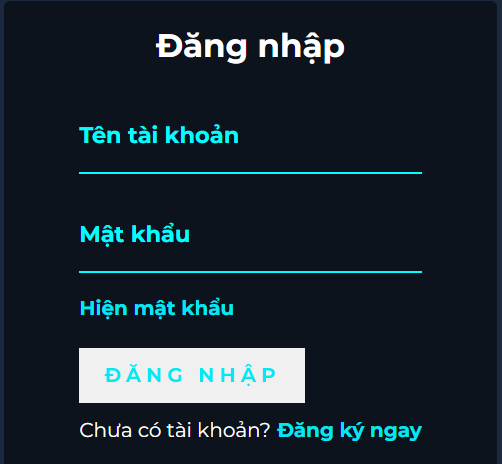 Đăng nhập
Tên tài khoản
Mật khẩu
Hiện mật khẩu
ĐĂNG NHẬP
Chưa có tài khoản? Đăng ký ngay